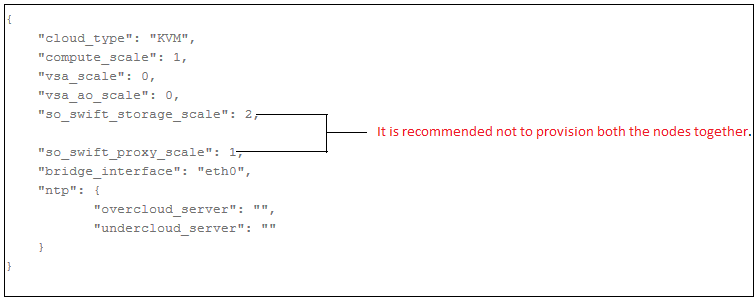 {
"cloud_type": "KVM",
"compute_scale": 1,
"vsa_scale": 0,
"vsa_ao_scale": 0,
"so_swift_storage_scale": 2,
It is recommended not to provision both the nodes together.
"so_swift_proxy_scale": 1,
"bridge_interface": "eth0",
"ntp": {
"overcloud_server": "",
"undercloud_server": ""
}
}